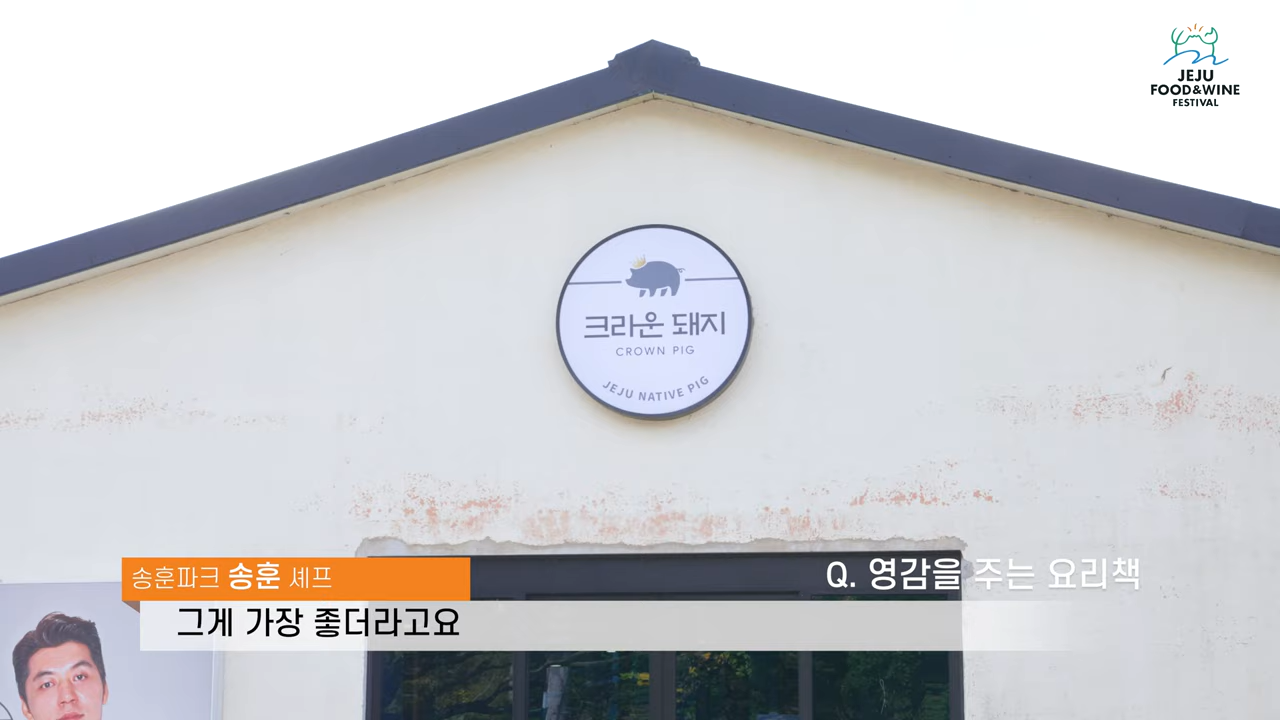 JEJU
FOOD&WINE
FESTIVAL
크라운 돼지
CROWN PIG
JEJU NATIVE PIG
송훈파크 송훈 셰프
Q. 영감을 주는 요리책
그게 가장 좋더라고요